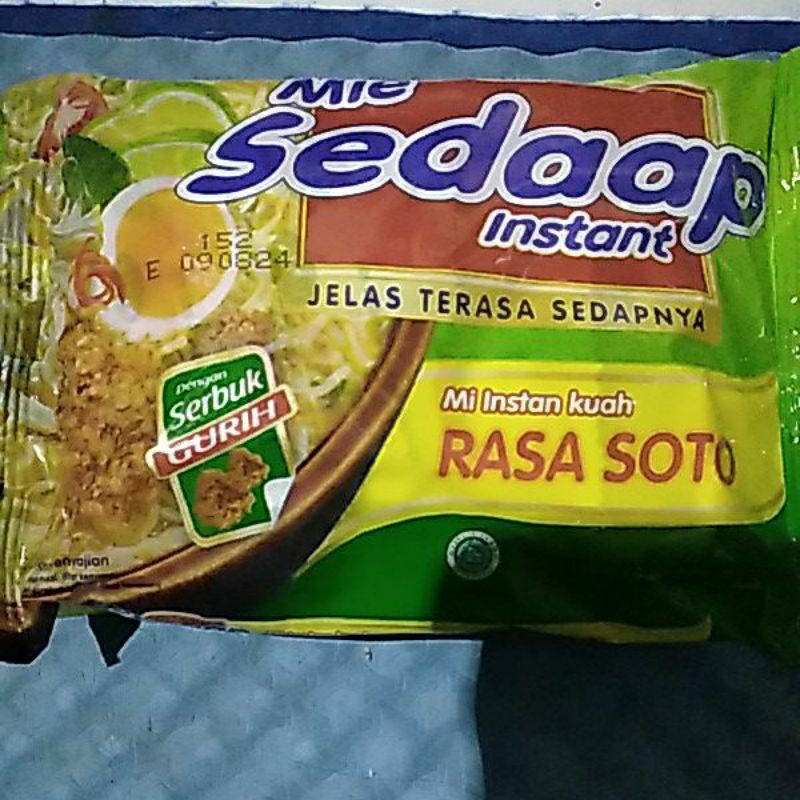 Mie
Sedaap
Instant
152
E 090824
JELAS TERASA SEDAPNYA
Dengan
Serbuk
GURIH
Mi Instan kuah
RASA SOTO